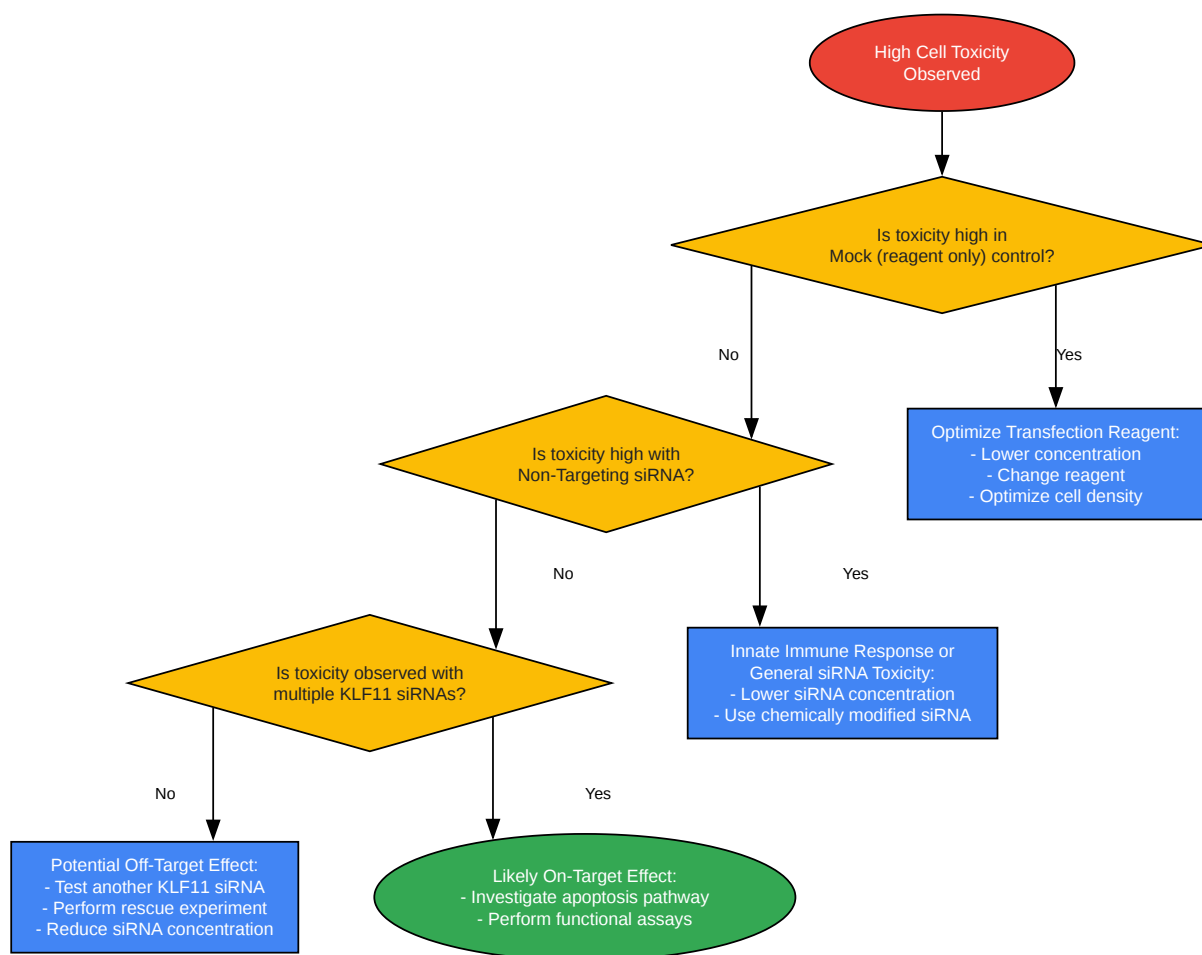 High Cell Toxicity
Observed
Is toxicity high in
Mock (reagent only) control?
No
Yes
Optimize Transfection Reagent:
- Lower concentration
- Change reagent
- Optimize cell density
Is toxicity high with
Non-Targeting siRNA?
No
Yes
Innate Immune Response or
General siRNA Toxicity:
- Lower siRNA concentration
- Use chemically modified siRNA
Is toxicity observed with
multiple KLF11 siRNAs?
No
Yes
Potential Off-Target Effect:
- Test another KLF11 siRNA
- Perform rescue experiment
- Reduce siRNA concentration
Likely On-Target Effect:
- Investigate apoptosis pathway
- Perform functional assays